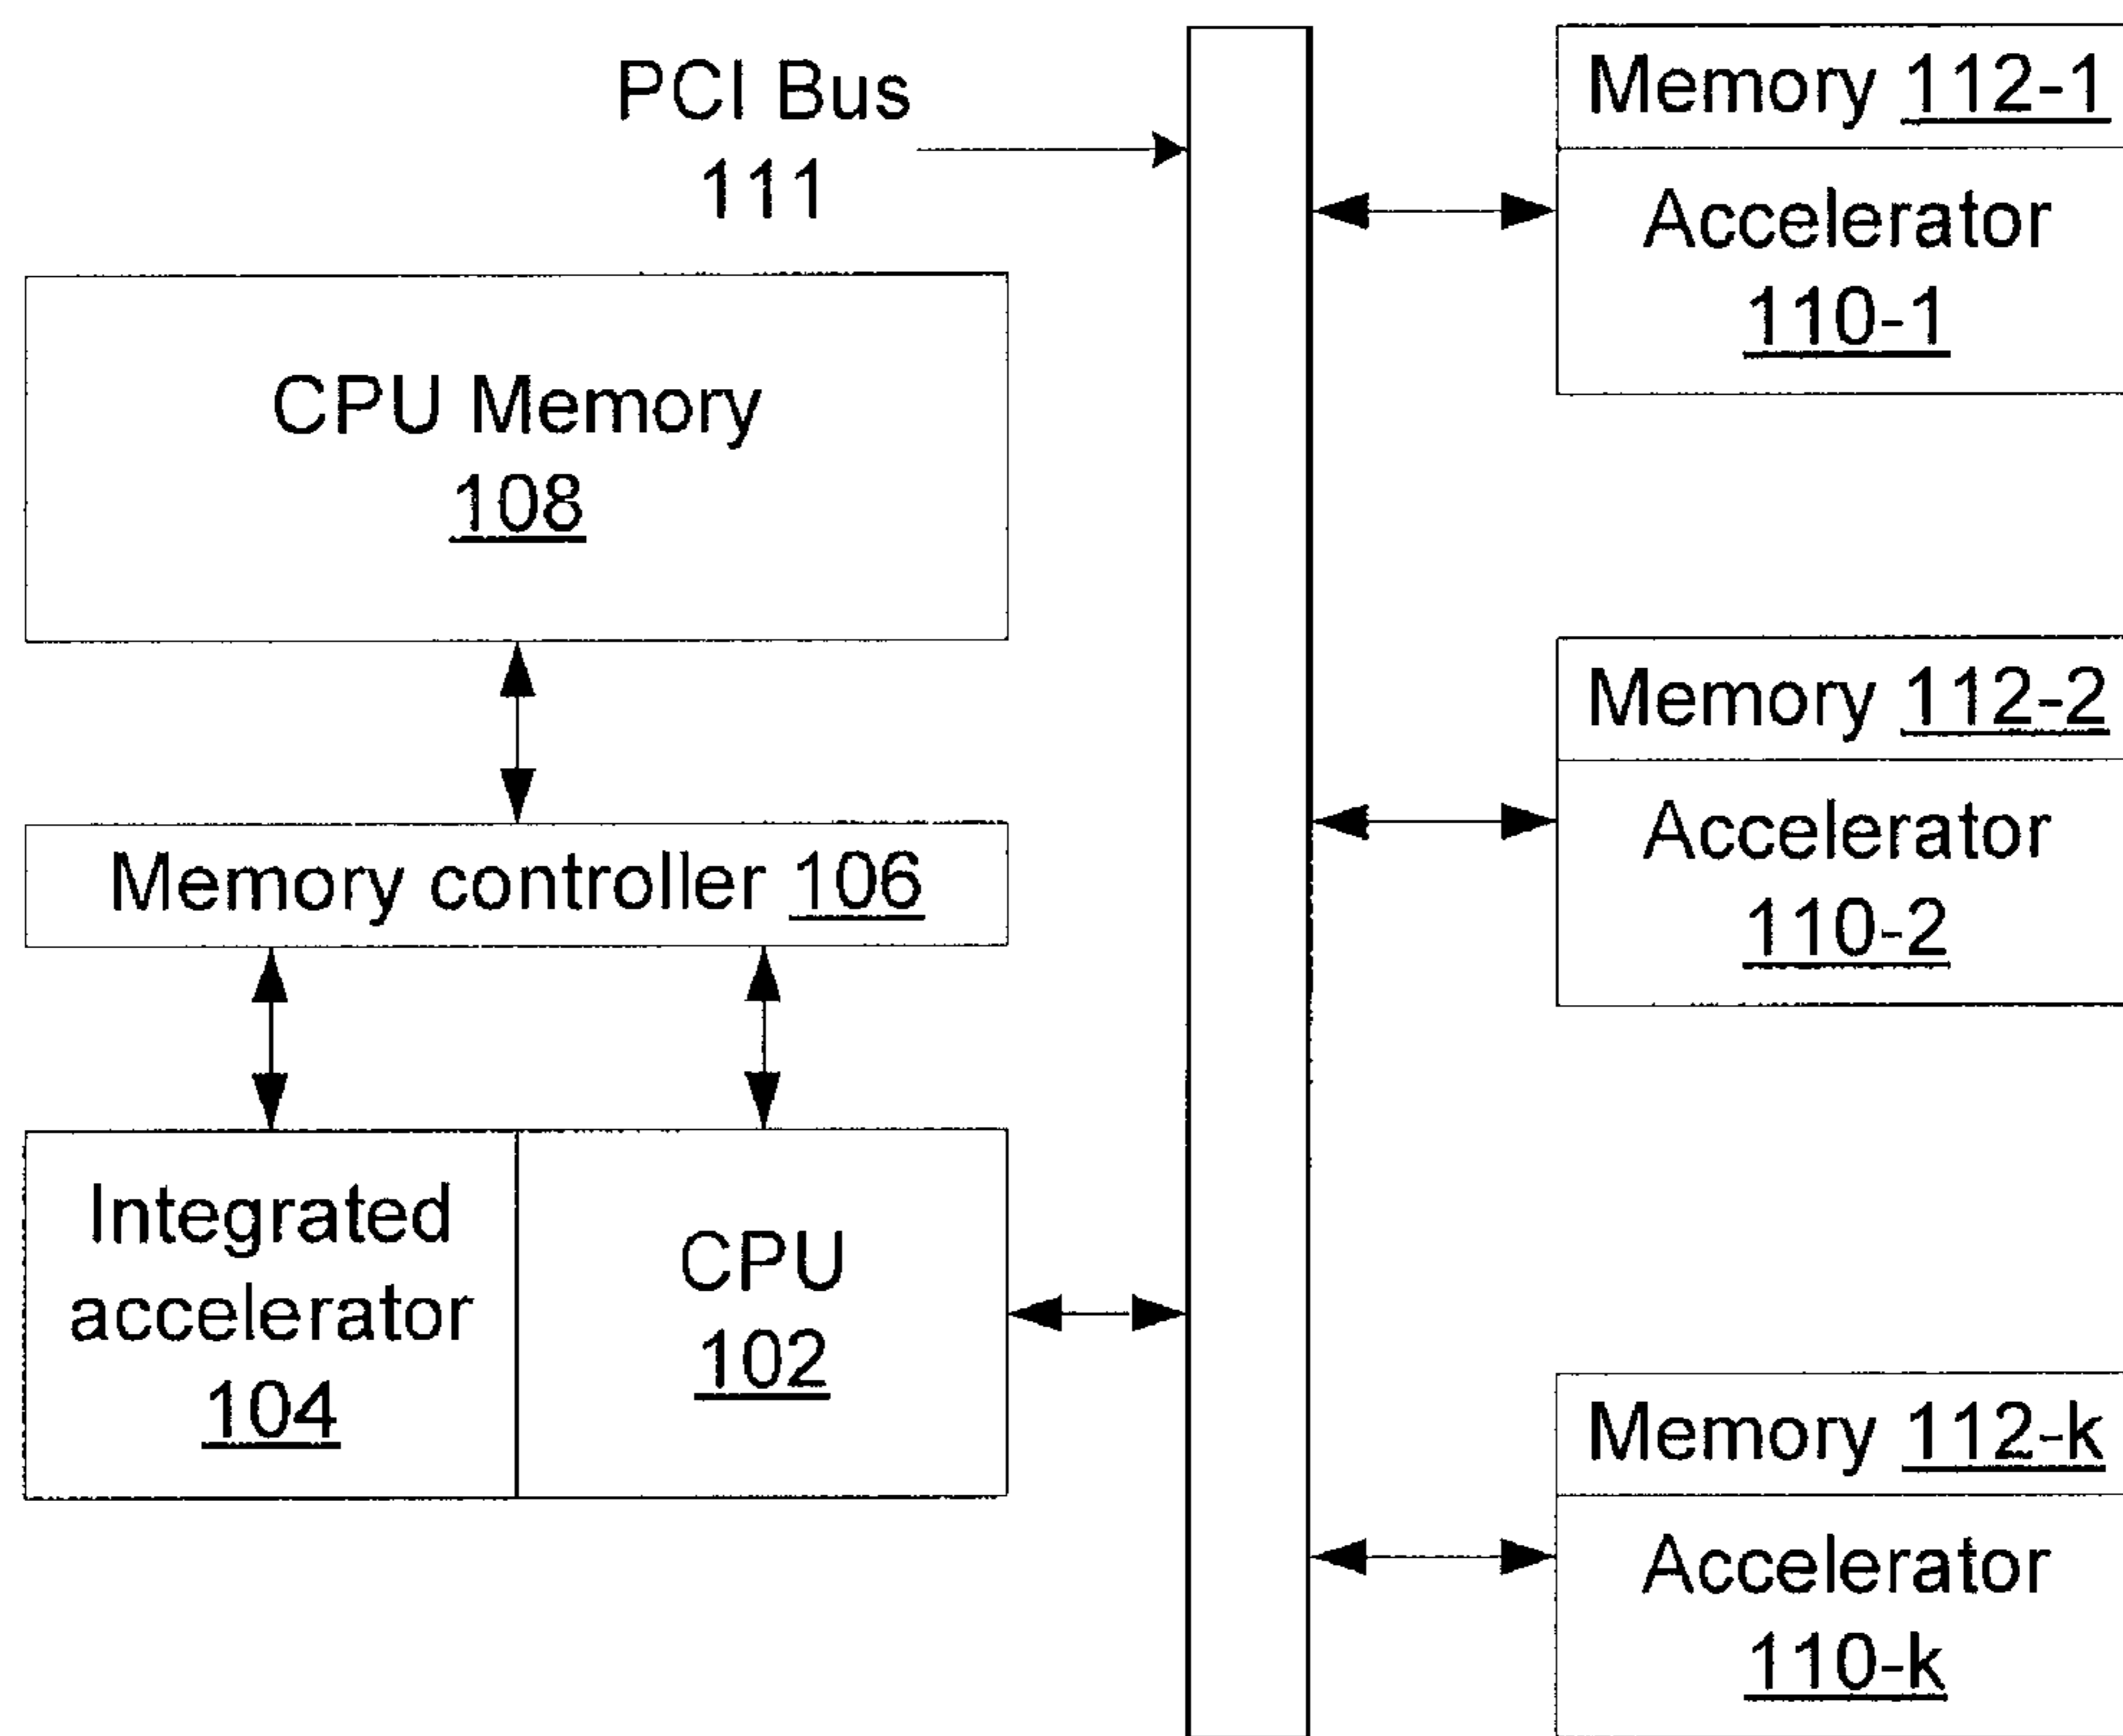 PCI Bus
111
CPU Memory
108
Memory controller 106
Integrated
accelerator
104
CPU
102
Memory 112-1
Accelerator
110-1
Memory 112-2
Accelerator
110-2
Memory 112-k
Accelerator
110-k